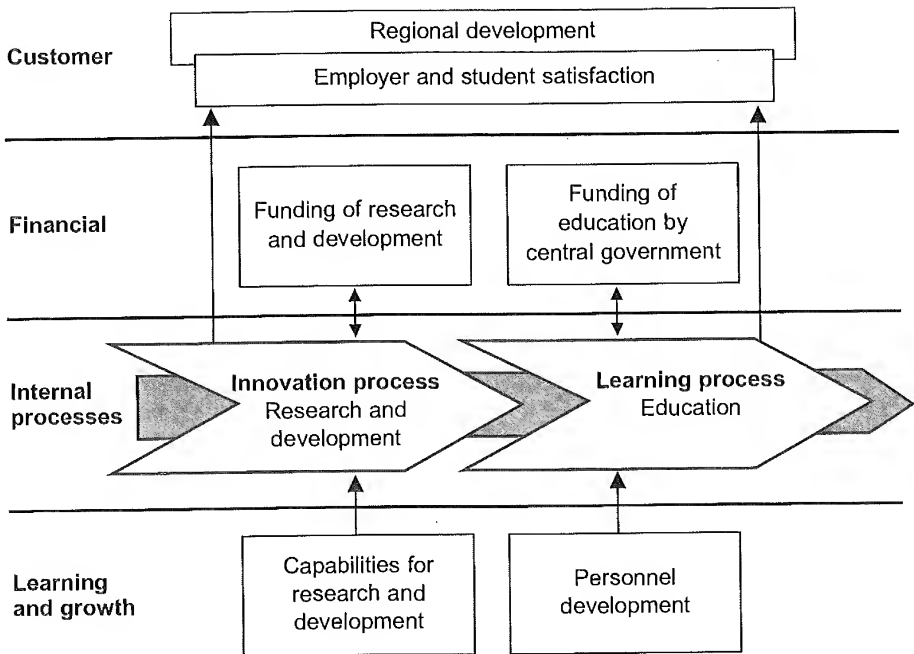 Customer
Regional development
Employer and student satisfaction
Financial
Funding of research
and development
Funding of
education by
central government
Internal
processes
Innovation process
Research and
development
Learning process
Education
Learning
and growth
Capabilities for
research and
development
Personnel
development